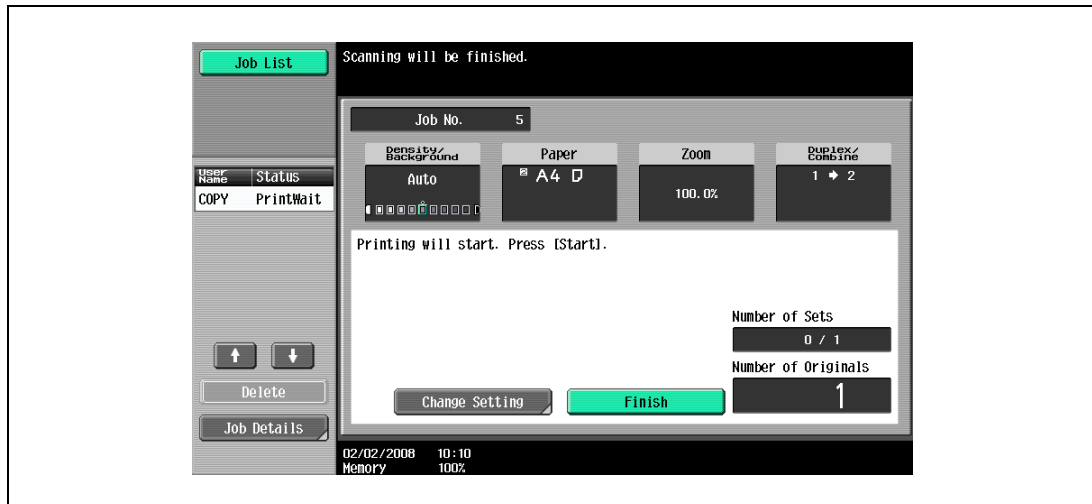 Job List
Scanning will be finished.
Job No. 5
Density/
Background
Paper
Zoom
Duplex/
Combine
Auto
2 A4
100.0%
1 → 2
User
Name
Status
COPY PrintWait
Printing will start. Press [Start].
Number of Sets
0 / 1
Number of Originals
1
Delete
Change Setting
Finish
Job Details
02/02/2008 10:10
Memory 100%